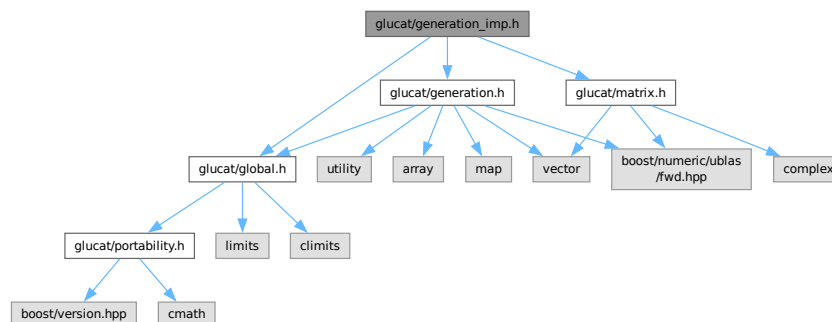 glucat/generation_imp.h
glucat/generation.h
glucat/matrix.h
glucat/global.h
utility
array
map
vector
boost/numeric/ublas
/fwd.hpp
complex
glucat/portability.h
limits
climits
boost/version.hpp
cmath